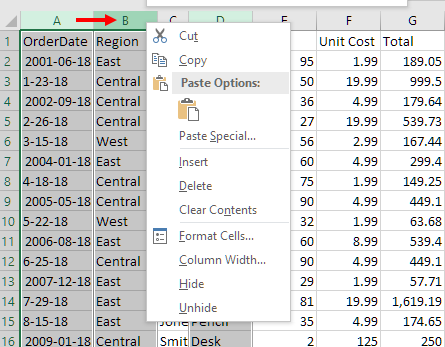 A B C D E F G
1 OrderDate Region Unit Cost Total
2 2001-06-18 East 95 1.99 189.05
3 1-23-18 Central 50 19.99 999.5
4 2002-09-18 Central 36 4.99 179.64
5 2-26-18 Central 27 19.99 539.73
6 3-15-18 West 56 2.99 167.44
7 2004-01-18 East 60 4.99 299.4
8 4-18-18 Central 75 1.99 149.25
9 2005-05-18 Central 90 4.99 449.1
10 5-22-18 West 32 1.99 63.68
11 2006-08-18 East 60 8.99 539.4
12 6-25-18 Central 90 4.99 449.1
13 2007-12-18 East 29 1.99 57.71
14 7-29-18 East 81 19.99 1,619.19
15 8-15-18 East Pencil 35 4.99 174.65
16 2009-01-18 Central Smit Desk 2 125 250
Cut
Copy
Paste Options:
Paste Special...
Insert
Delete
Clear Contents
Format Cells...
Column Width...
Hide
Unhide